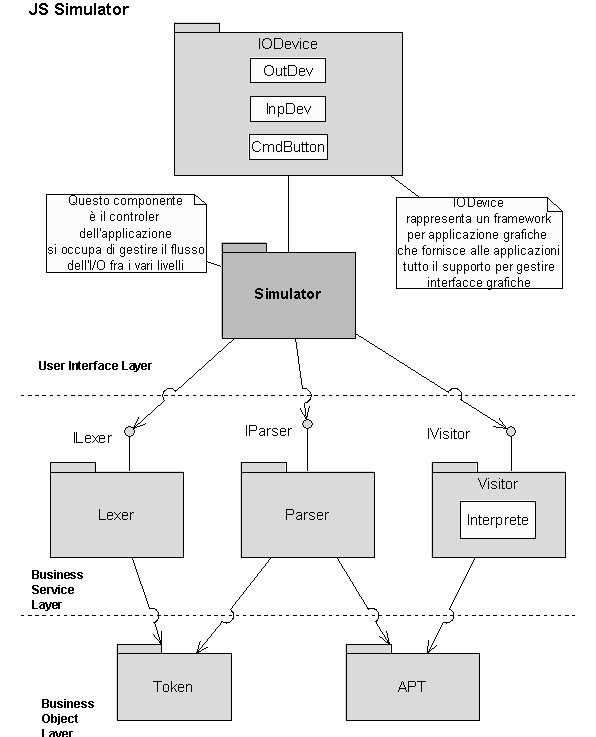 JS Simulator
IODevice
OutDev
InpDev
CmdButton
Questo componente
è il controler
dell'applicazione
si occupa di gestire il flusso
dell'I/O fra i vari livelli
IODevice
rappresenta un framework
per applicazione grafiche
che fornisce alle applicazioni
tutto il supporto per gestire
interfacce grafiche
Simulator
User Interface Layer
ILexer
IParser
IVisitor
Lexer
Parser
Visitor
Interprete
Business
Service
Layer
Token
APT
Business
Object
Layer